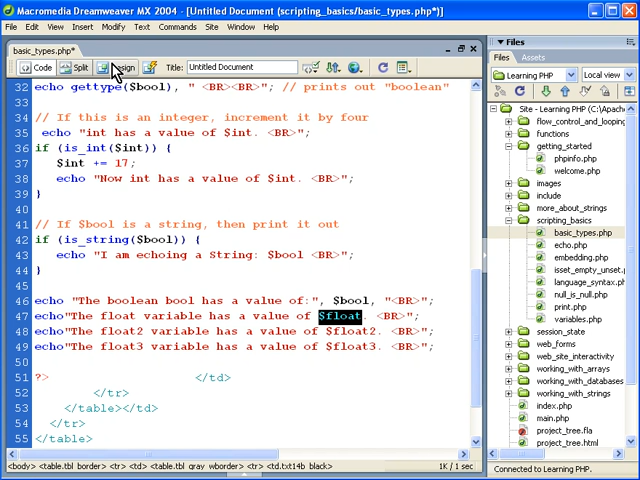 Macromedia Dreamweaver MX 2004 - [Untitled Document (scripting_basics/basic_types.php*)]
File Edit View Insert Modify Text Commands Site Window Help
basic_types.php*
Code Split Design Title: Untitled Document
32 echo gettype($bool), " <BR><BR>"; // prints out "boolean"
33
34 // If this is an integer, increment it by four
35 echo "int has a value of $int. <BR>";
36 if (is_int($int)) {
37 $int += 17;
38 echo "Now int has a value of $int. <BR>";
39 }
40
41 // If $bool is a string, then print it out
42 if (is_string($bool)) {
43 echo "I am echoing a String: $bool <BR>";
44 }
45
46 echo "The boolean bool has a value of:", $bool, "<BR>";
47 echo"The float variable has a value of $float. <BR>";
48 echo"The float2 variable has a value of $float2. <BR>";
49 echo"The float3 variable has a value of $float3. <BR>";
50
51 ?> </td>
52 </tr>
53 </table></td>
54 </tr>
55 </table>
<body> <table.tbl border> <tr> <td> <table.tbl gray wborder> <tr> <td.txt14b black>
1K / 1 sec
Files
Files Assets
Learning PHP Local view
Site - Learning PHP (C:\Apache
flow_control_and_looping
functions
getting_started
phpinfo.php
welcome.php
images
include
more_about_strings
scripting_basics
basic_types.php
echo.php
embedding.php
isset_empty_unset.
language_syntax.
null_is_null.php
print.php
variables.php
session_state
web_forms
web_site_interactivity
working_with_arrays
working_with_databases
working_with_strings
index.php
main.php
project_tree.fla
project_tree.html
Connected to Learning PHP.